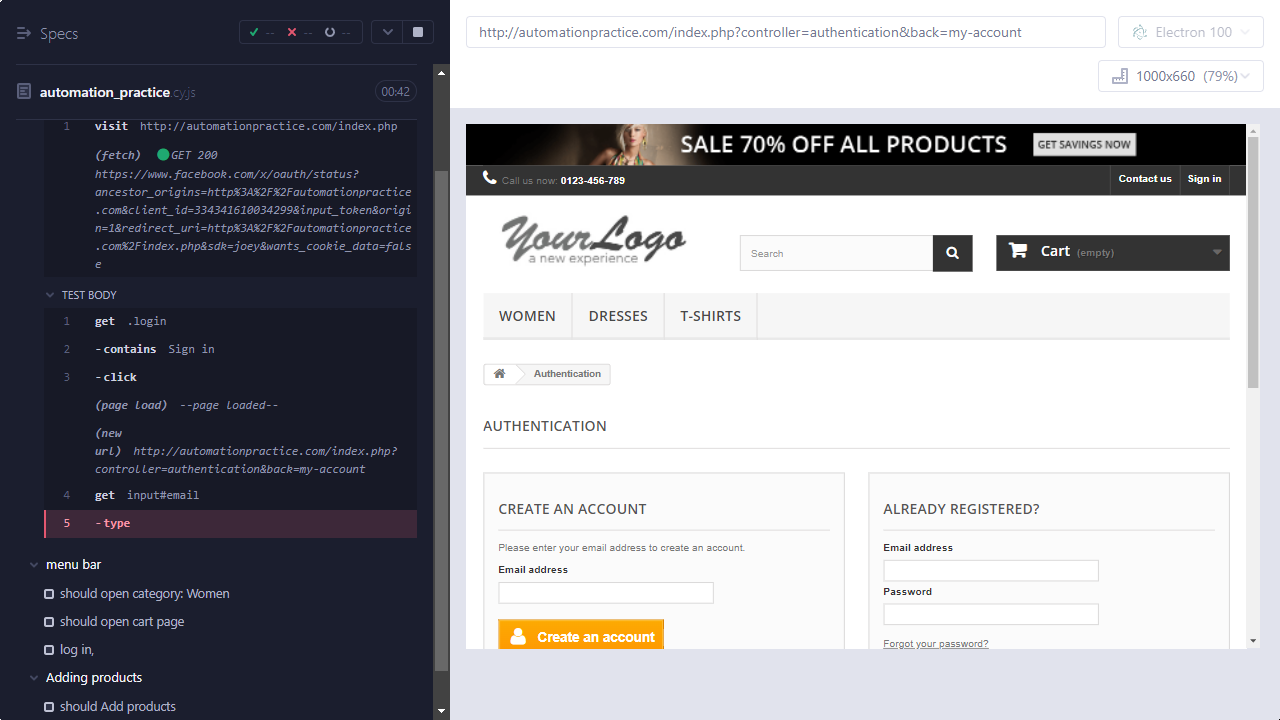 Specs
--
--
--
automation_practice.cy.js
00:42
1 visit http://automationpractice.com/index.php
(fetch) GET 200
https://www.facebook.com/x/oauth/status?
ancestor_origins=http%3A%2F%2Fautomationpractice
.com&client_id=334341610034299&input_token&origi
n=1&redirect_uri=http%3A%2F%2Fautomationpractice
.com%2Findex.php&sdk=joey&wants_cookie_data=fals
e
TEST BODY
1 get .login
2 -contains Sign in
3 -click
(page load) --page loaded--
(new
url) http://automationpractice.com/index.php?
controller=authentication&back=my-account
4 get input#email
5 -type
menu bar
should open category: Women
should open cart page
log in,
Adding products
should Add products
http://automationpractice.com/index.php?controller=authentication&back=my-account
Electron 100
1000x660 (79%)
SALE 70% OFF ALL PRODUCTS
GET SAVINGS NOW
Call us now: 0123-456-789
Contact us
Sign in
YourLogo
a new experience
Search
Cart (empty)
WOMEN
DRESSES
T-SHIRTS
Authentication
AUTHENTICATION
CREATE AN ACCOUNT
Please enter your email address to create an account.
Email address
Create an account
ALREADY REGISTERED?
Email address
Password
Forgot your password?